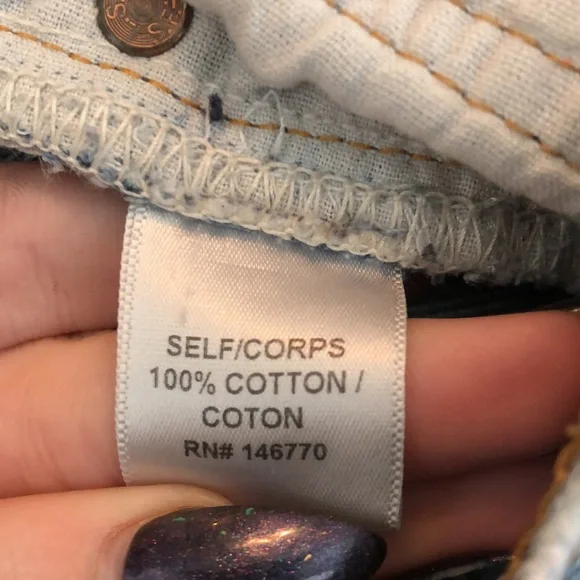 SELF/CORPS
100% COTTON /
COTON
RN# 146770